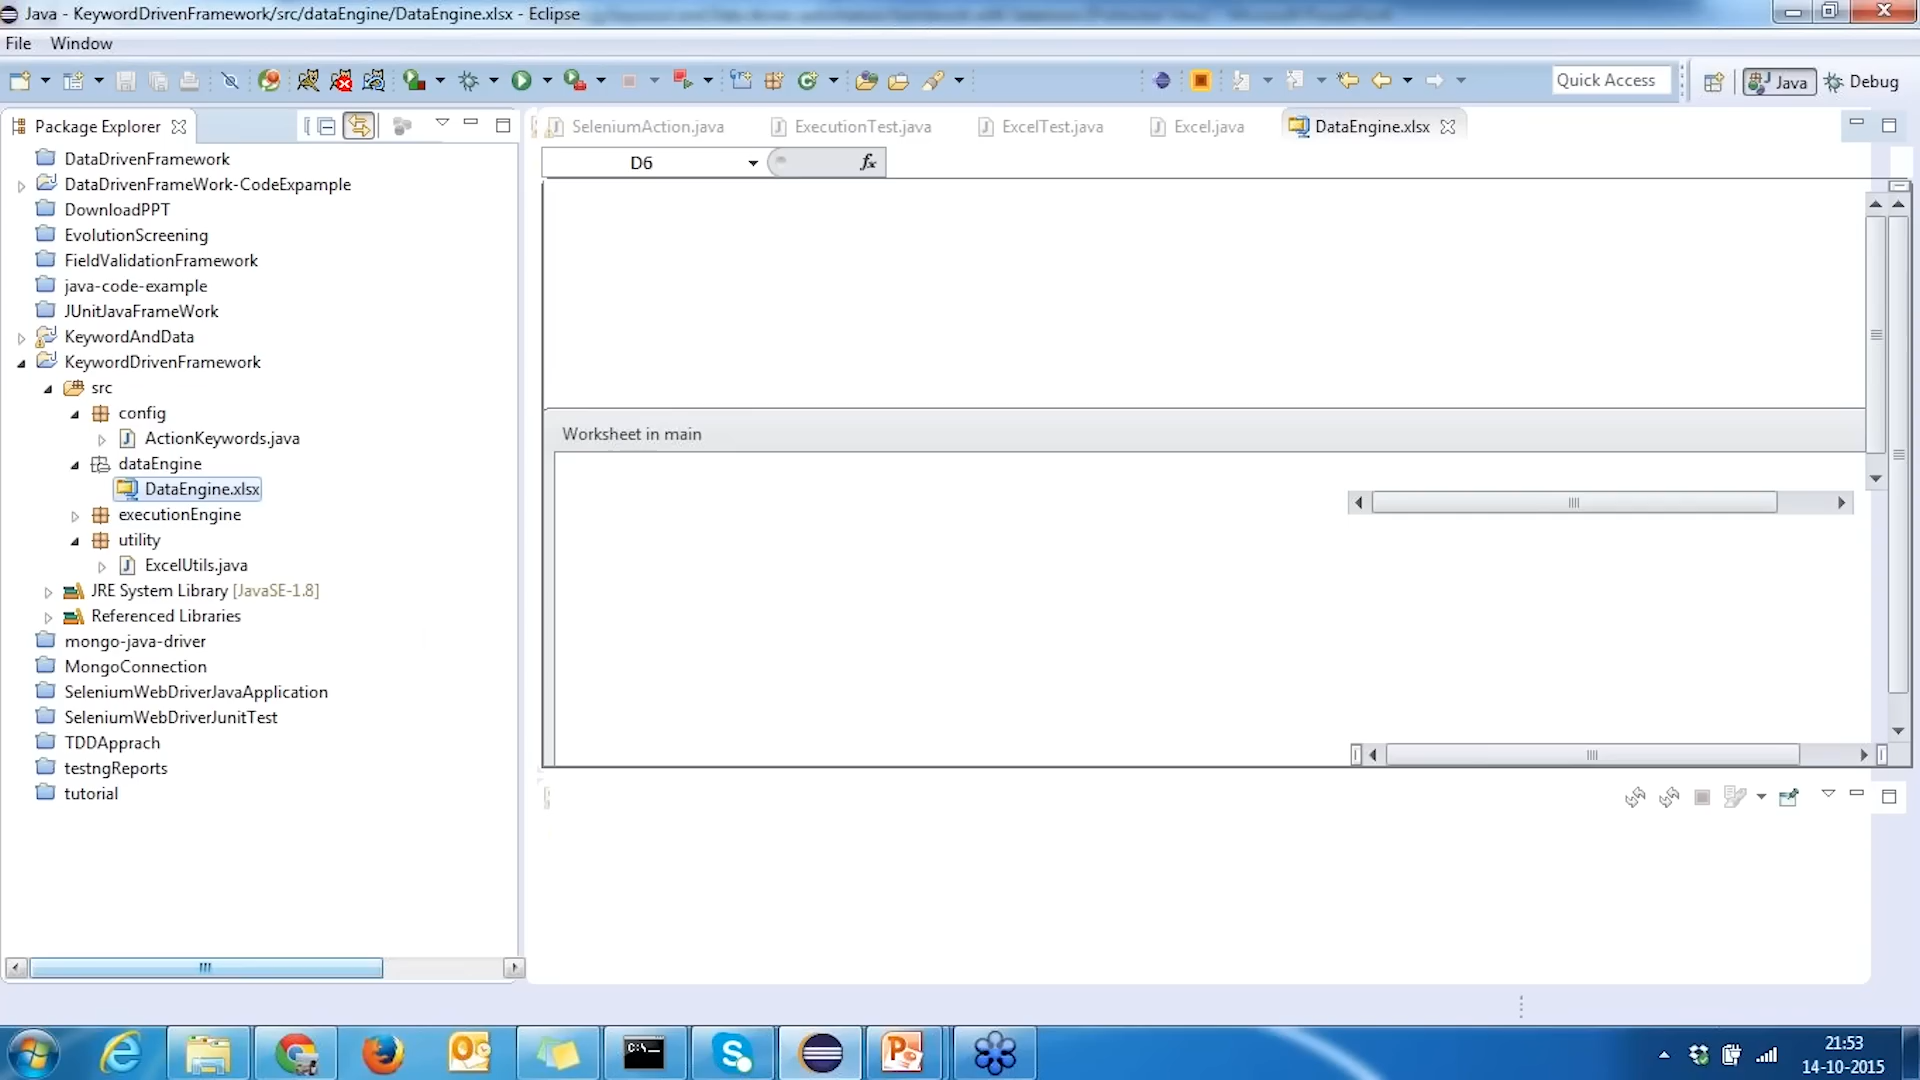 Java - KeywordDrivenFramework/src/dataEngine/DataEngine.xlsx - Eclipse
File Window
Quick Access
Java
Debug
Package Explorer
SeleniumAction.java
ExecutionTest.java
ExcelTest.java
Excel.java
DataEngine.xlsx
D6
fx
DataDrivenFramework
DataDrivenFrameWork-CodeExpample
DownloadPPT
EvolutionScreening
FieldValidationFramework
java-code-example
JUnitJavaFrameWork
KeywordAndData
KeywordDrivenFramework
src
config
ActionKeywords.java
dataEngine
DataEngine.xlsx
executionEngine
utility
ExcelUtils.java
JRE System Library [JavaSE-1.8]
Referenced Libraries
mongo-java-driver
MongoConnection
SeleniumWebDriverJavaApplication
SeleniumWebDriverJunitTest
TDDApprach
testngReports
tutorial
Worksheet in main
21:53
14-10-2015